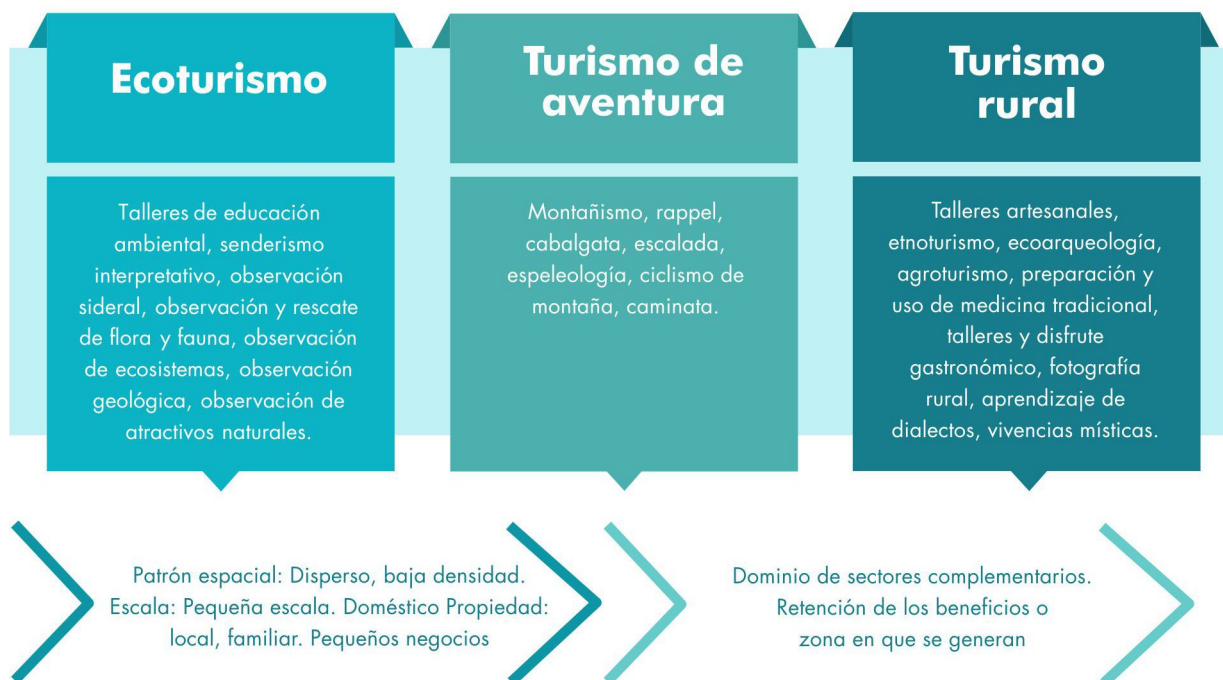 Ecoturismo
Talleres de educación
ambiental, senderismo
interpretativo, observación
sideral, observación y rescate
de flora y fauna, observación
de ecosistemas, observación
geológica, observación de
atractivos naturales.
Turismo de
aventura
Montañismo, rappel,
cabalgata, escalada,
espeleología, ciclismo de
montaña, caminata.
Turismo
rural
Talleres artesanales,
etnoturismo, ecoarqueología,
agroturismo, preparación y
uso de medicina tradicional,
talleres y disfrute
gastronómico, fotografía
rural, aprendizaje de
dialectos, vivencias místicas.
Patrón espacial: Disperso, baja densidad.
Escala: Pequeña escala. Doméstico Propiedad:
local, familiar. Pequeños negocios
Dominio de sectores complementarios.
Retención de los beneficios o
zona en que se generan